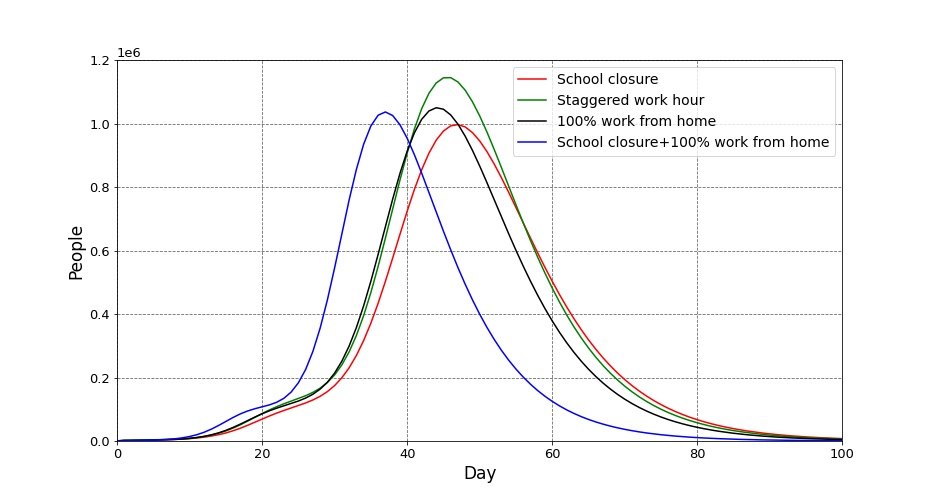 1e6
1.2
1.0
0.8
0.6
0.4
0.2
0.0
People
0 20 40 60 80 100
Day
School closure
Staggered work hour
100% work from home
School closure+100% work from home